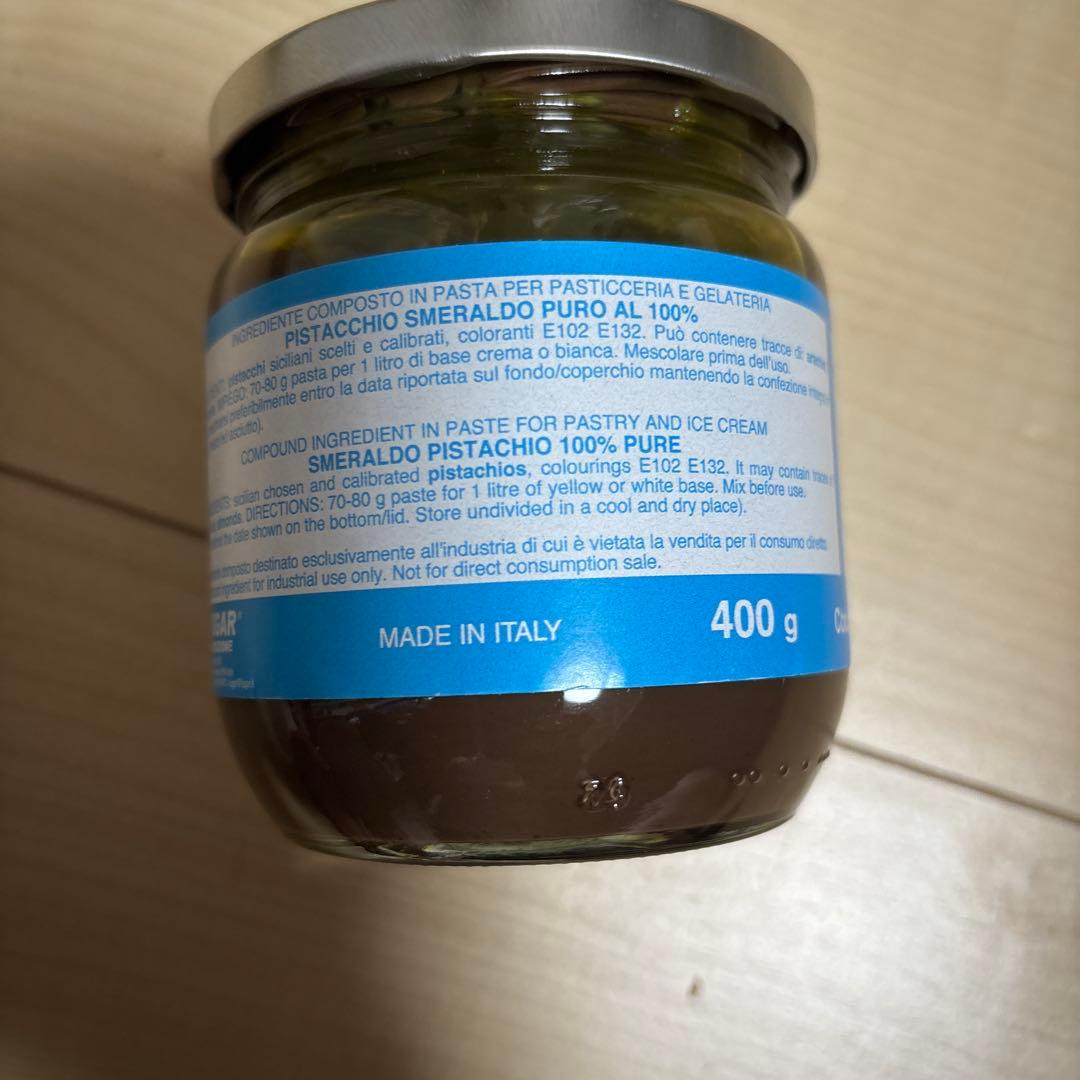 INGREDIENTE COMPOSTO IN PASTA PER PASTICCERIA E GELATERIA
PISTACCHIO SMERALDO PURO AL 100%
pistacchi siciliani scelti e calibrati, coloranti E102 E132. Può contenere tracce di
70-80 g pasta per 1 litro di base crema o bianca. Mescolare prima dell'uso.
preferibilmente entro la data riportata sul fondo/coperchio mantenendo la confezione
asciutto).
COMPOUND INGREDIENT IN PASTE FOR PASTRY AND ICE CREAM
SMERALDO PISTACHIO 100% PURE
sicilian chosen and calibrated pistachios, colourings E102 E132. It may contain traces
almonds. DIRECTIONS: 70-80 g paste for 1 litre of yellow or white base. Mix before use.
the date shown on the bottom/lid. Store undivided in a cool and dry place).
destinato esclusivamente all'industria di cui è vietata la vendita per il consumo diretto
ingredient for industrial use only. Not for direct consumption sale.
MADE IN ITALY
400 g